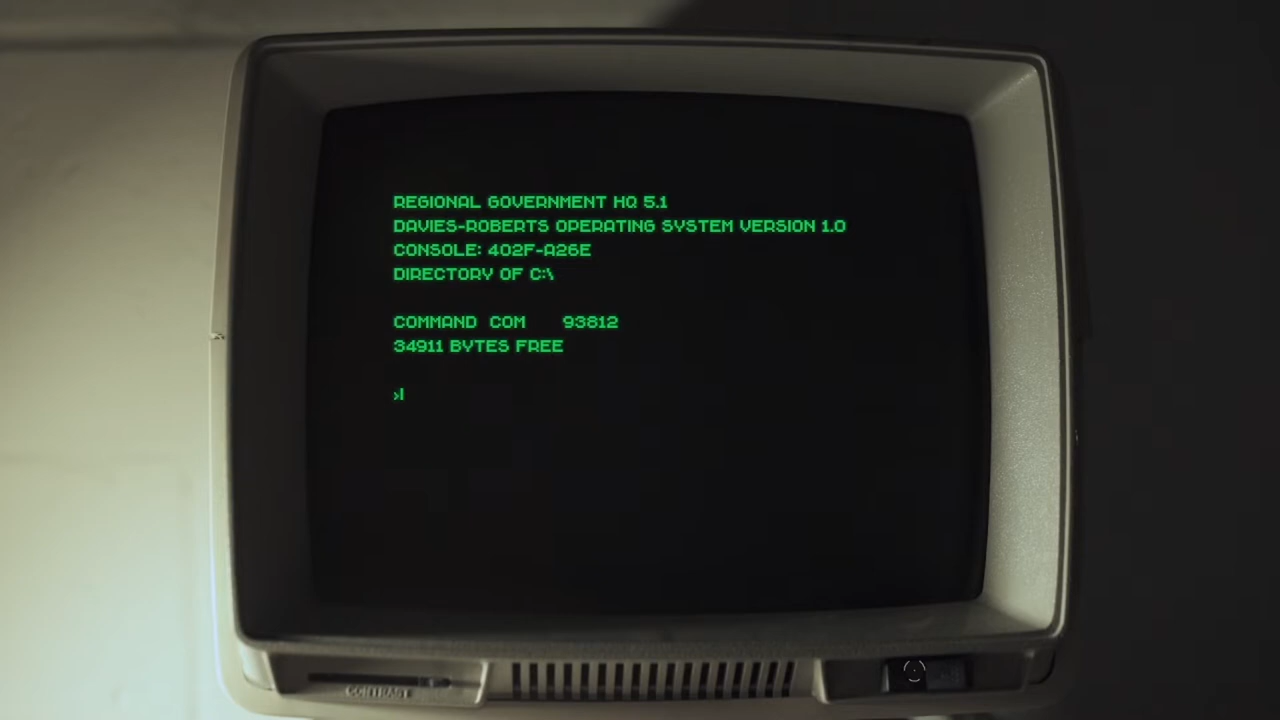 REGIONAL GOVERNMENT HQ 5.1
DAVIES-ROBERTS OPERATING SYSTEM VERSION 1.0
CONSOLE: 402F-A26E
DIRECTORY OF C:\
COMMAND COM 93812
34911 BYTES FREE
>
CONTRAST